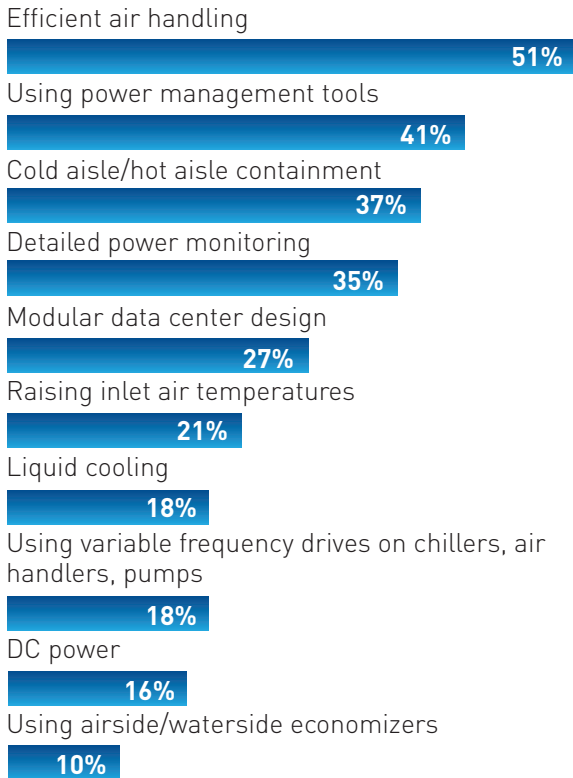 Efficient air handling
51%
Using power management tools
41%
Cold aisle/hot aisle containment
37%
Detailed power monitoring
35%
Modular data center design
27%
Raising inlet air temperatures
21%
Liquid cooling
18%
Using variable frequency drives on chillers, air
handlers, pumps
18%
DC power
16%
Using airside/waterside economizers
10%